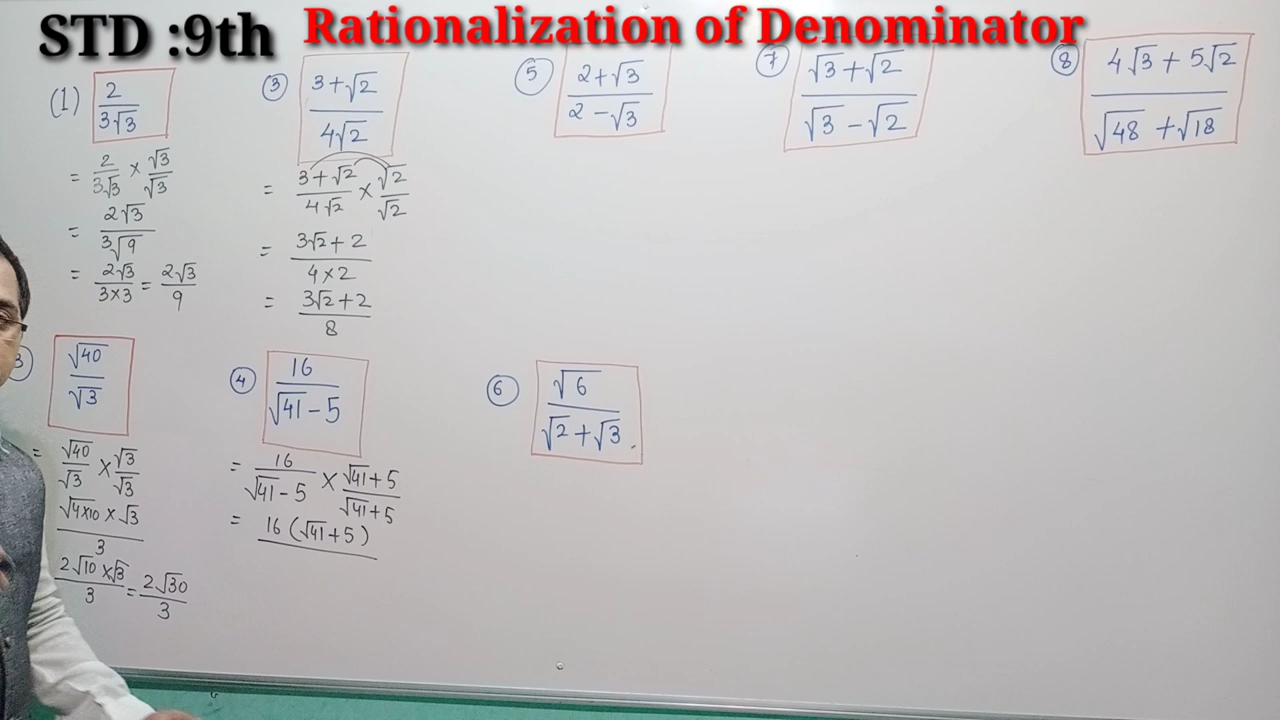 STD :9th Rationalization of Denominator
(1) 2/3√3
= 2/3√3 × √3/√3
= 2√3/3√9
= 2√3/3×3 = 2√3/9
3 √40/√3
= √40/√3 × √3/√3
√4×10 × √3/3
2√10 × √3/3 = 2√30/3
③ 3+√2/4√2
= 3+√2/4√2 × √2/√2
= 3√2+2/4×2
= 3√2+2/8
④ 16/√41-5
= 16/√41-5 × √41+5/√41+5
= 16(√41+5)
⑤ 2+√3/2-√3
⑥ √6/√2+√3
⑦ √3+√2/√3-√2
⑧ 4√3+5√2/√48+√18